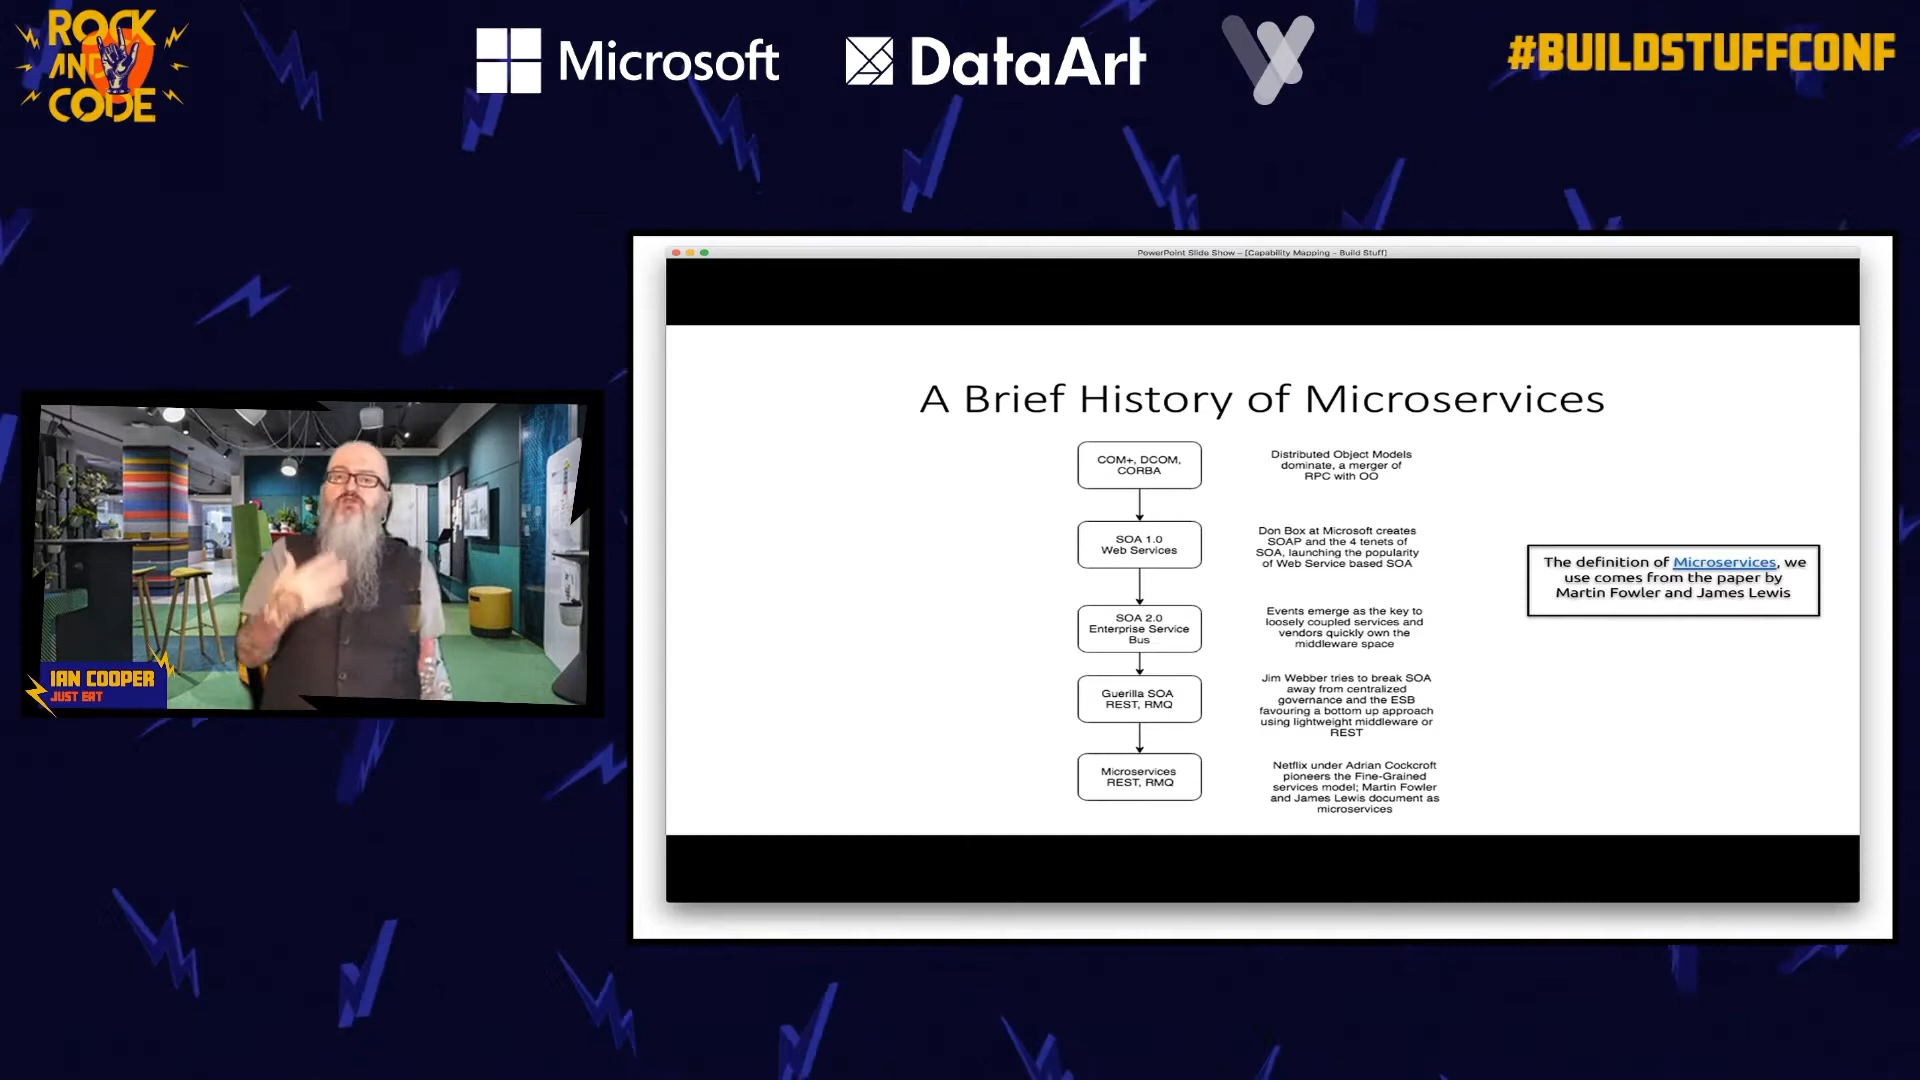 ROCK
AND
CODE
Microsoft
DataArt
#BUILDSTUFFCONF
PowerPoint Slide Show – [Capability Mapping – Build Stuff]
A Brief History of Microservices
COM+, DCOM,
CORBA
Distributed Object Models
dominate, a merger of
RPC with OO
SOA 1.0
Web Services
Don Box at Microsoft creates
SOAP and the 4 tenets of
SOA, launching the popularity
of Web Service based SOA
SOA 2.0
Enterprise Service
Bus
Events emerge as the key to
loosely coupled services and
vendors quickly own the
middleware space
Guerilla SOA
REST, RMQ
Jim Webber tries to break SOA
away from centralized
governance and the ESB
favouring a bottom up approach
using lightweight middleware or
REST
Microservices
REST, RMQ
Netflix under Adrian Cockcroft
pioneers the Fine-Grained
services model; Martin Fowler
and James Lewis document as
microservices
The definition of Microservices, we
use comes from the paper by
Martin Fowler and James Lewis
IAN COOPER
JUST EAT